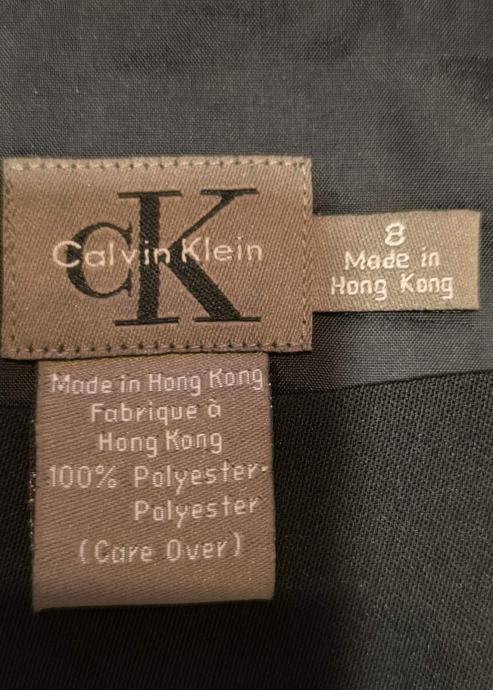 CK
Calvin Klein
8
Made in
Hong Kong
Made in Hong Kong
Fabrique à
Hong Kong
100% Polyester-
Polyester
(Care Over)